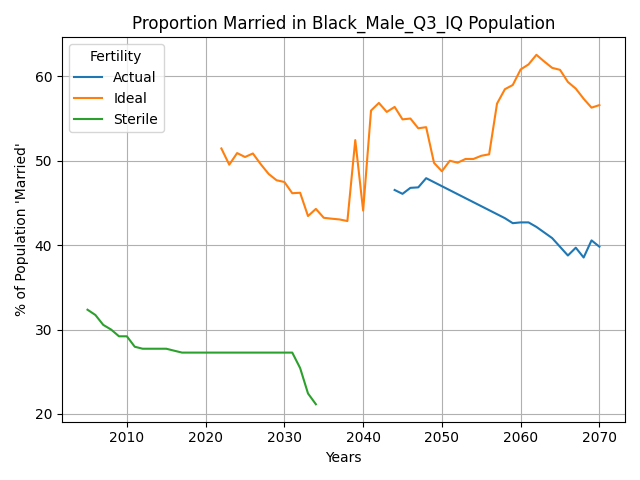 Proportion Married in Black_Male_Q3_IQ Population
Fertility
Actual
Ideal
Sterile
% of Population 'Married'
60
50
40
30
20
2010 2020 2030 2040 2050 2060 2070
Years